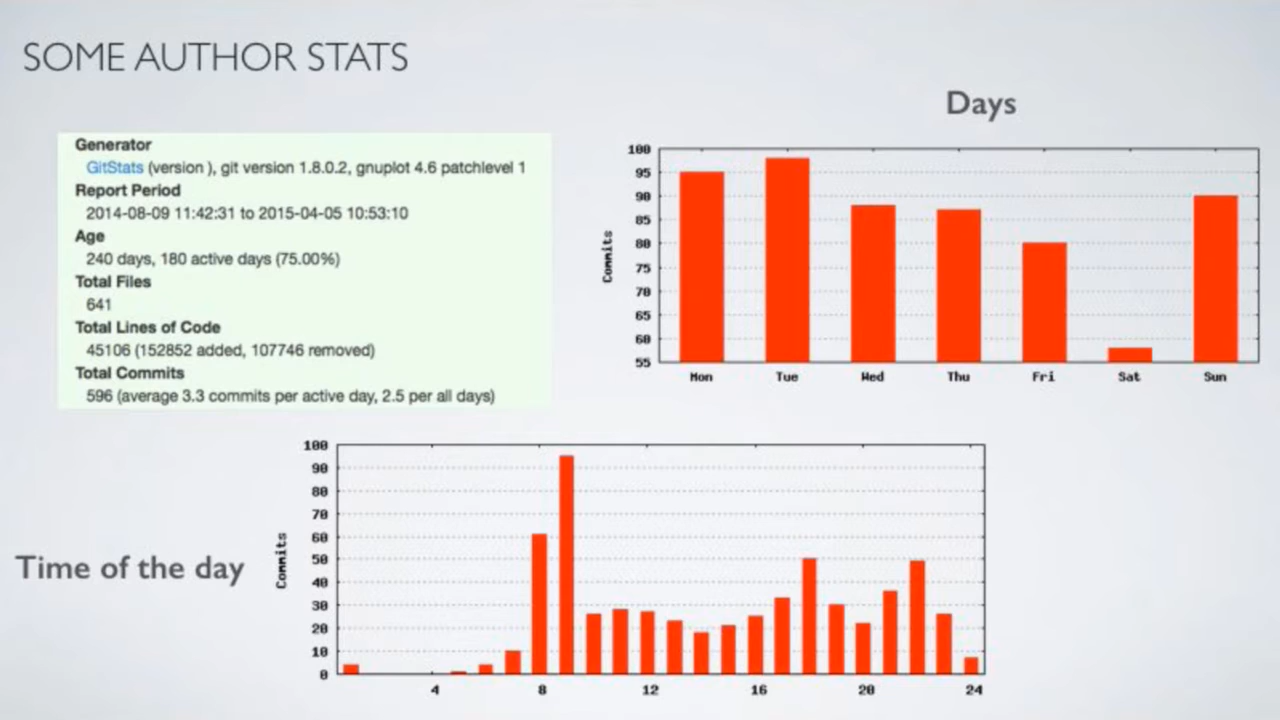 SOME AUTHOR STATS
Generator
GitStats (version ), git version 1.8.0.2, gnuplot 4.6 patchlevel 1
Report Period
2014-08-09 11:42:31 to 2015-04-05 10:53:10
Age
240 days, 180 active days (75.00%)
Total Files
641
Total Lines of Code
45106 (152852 added, 107746 removed)
Total Commits
596 (average 3.3 commits per active day, 2.5 per all days)
Days
100
95
90
85
80
75
70
65
60
55
Commits
Mon Tue Wed Thu Fri Sat Sun
Time of the day
100
90
80
70
60
50
40
30
20
10
0
Commits
4 8 12 16 20 24